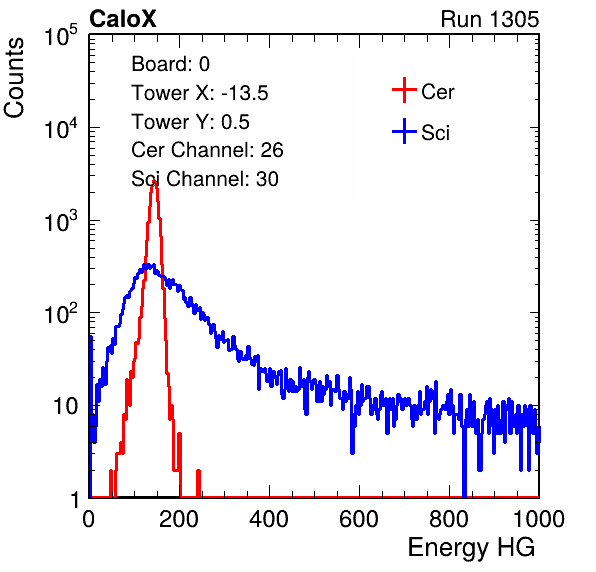 CaloX Run 1305
Counts
10^5
10^4
10^3
10^2
10
1
Board: 0
Tower X: -13.5
Tower Y: 0.5
Cer Channel: 26
Sci Channel: 30
Cer
Sci
0 200 400 600 800 1000
Energy HG